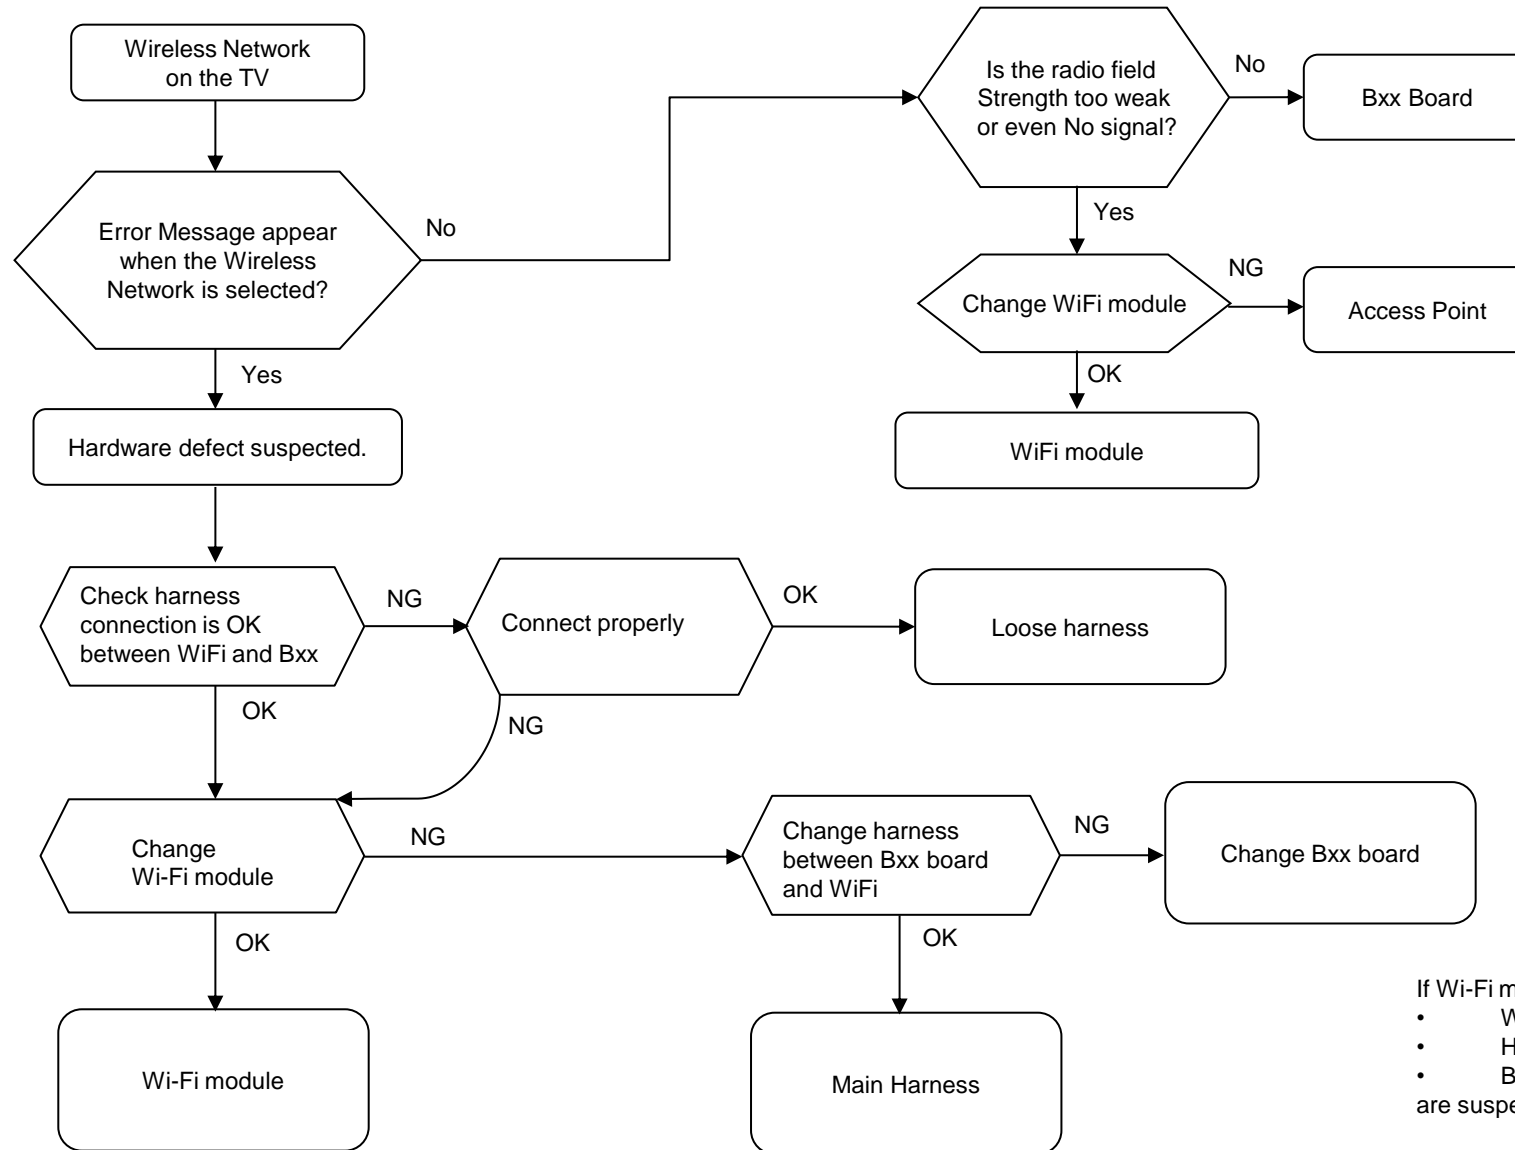 Wireless Network
on the TV
Error Message appear
when the Wireless
Network is selected?
No
Yes
Is the radio field
Strength too weak
or even No signal?
No
Bxx Board
Yes
Change WiFi module
NG
Access Point
OK
WiFi module
Hardware defect suspected.
Check harness
connection is OK
between WiFi and Bxx
NG
Connect properly
OK
Loose harness
OK
NG
Change
Wi-Fi module
NG
Change harness
between Bxx board
and WiFi
NG
Change Bxx board
OK
Wi-Fi module
OK
Main Harness
If Wi-Fi
•
•
•
are